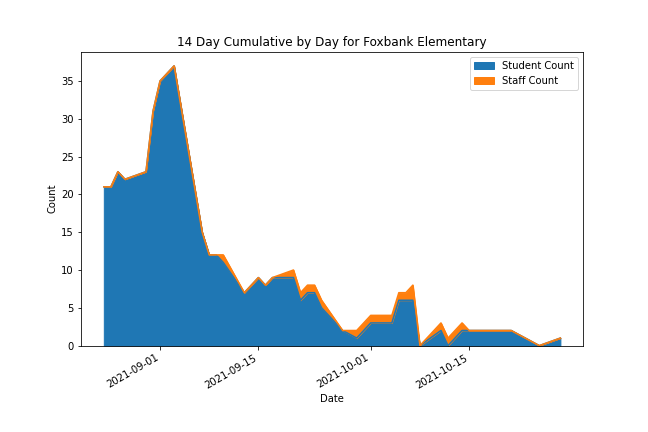 14 Day Cumulative by Day for Foxbank Elementary
Student Count
Staff Count
Count
35
30
25
20
15
10
5
0
2021-09-01
2021-09-15
2021-10-01
2021-10-15
Date